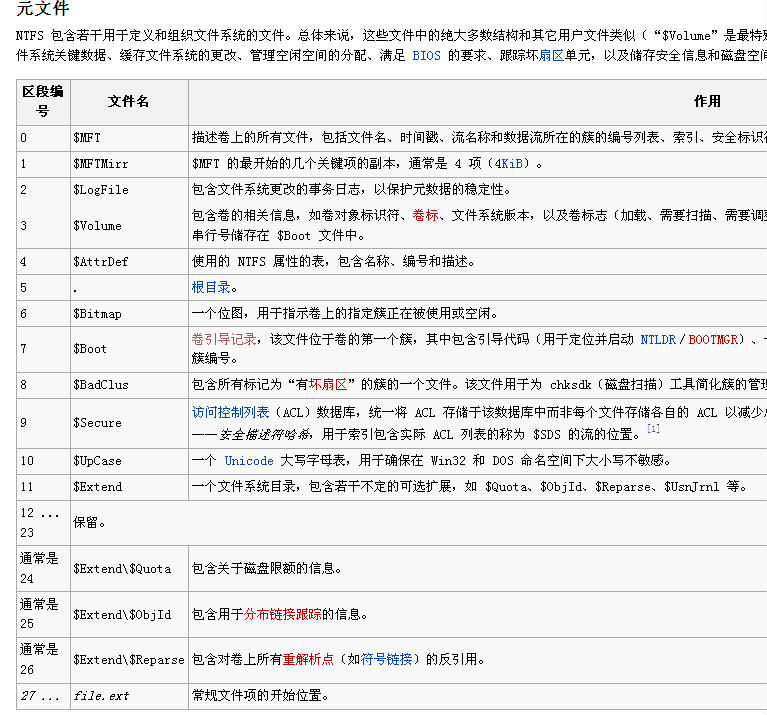 元文件
NTFS 包含若干用于定义和组织文件系统的文件。总体来说，这些文件中的绝大多数结构和其它用户文件类似（“$Volume”是最特
件系统关键数据、缓存文件系统的更改、管理空闲空间的分配、满足 BIOS 的要求、跟踪坏扇区单元，以及储存安全信息和磁盘空
区段编号 文件名 作用
0 $MFT 描述卷上的所有文件，包括文件名、时间戳、流名称和数据流所在的簇的编号列表、索引、安全标识
1 $MFTMirr $MFT 的最开始的几个关键项的副本，通常是 4 项（4KiB）。
2 $LogFile 包含文件系统更改的事务日志，以保护元数据的稳定性。
3 $Volume 包含卷的相关信息，如卷对象标识符、卷标、文件系统版本，以及卷标志（加载、需要扫描、需要调
串行号储存在 $Boot 文件中。
4 $AttrDef 使用的 NTFS 属性的表，包含名称、编号和描述。
5 . 根目录。
6 $Bitmap 一个位图，用于指示卷上的指定簇正在被使用或空闲。
7 $Boot 卷引导记录，该文件位于卷的第一个簇，其中包含引导代码（用于定位并启动 NTLDR／BOOTMGR）、
簇编号。
8 $BadClus 包含所有标记为“有坏扇区”的簇的一个文件。该文件用于为 chksdk（磁盘扫描）工具简化簇的管
9 $Secure 访问控制列表（ACL）数据库，统一将 ACL 存储于该数据库中而非每个文件存储各自的 ACL 以减少
——安全描述符哈希，用于索引包含实际 ACL 列表的称为 $SDS 的流的位置。[1]
10 $UpCase 一个 Unicode 大写字母表，用于确保在 Win32 和 DOS 命名空间下大小写不敏感。
11 $Extend 一个文件系统目录，包含若干不定的可选扩展，如 $Quota、$ObjId、$Reparse、$UsnJrnl 等。
12 ...
23 保留。
通常是
24 $Extend\$Quota 包含关于磁盘限额的信息。
通常是
25 $Extend\$ObjId 包含用于分布链接跟踪的信息。
通常是
26 $Extend\$Reparse 包含对卷上所有重解析点（如符号链接）的反引用。
27 ... file.ext 常规文件项的开始位置。